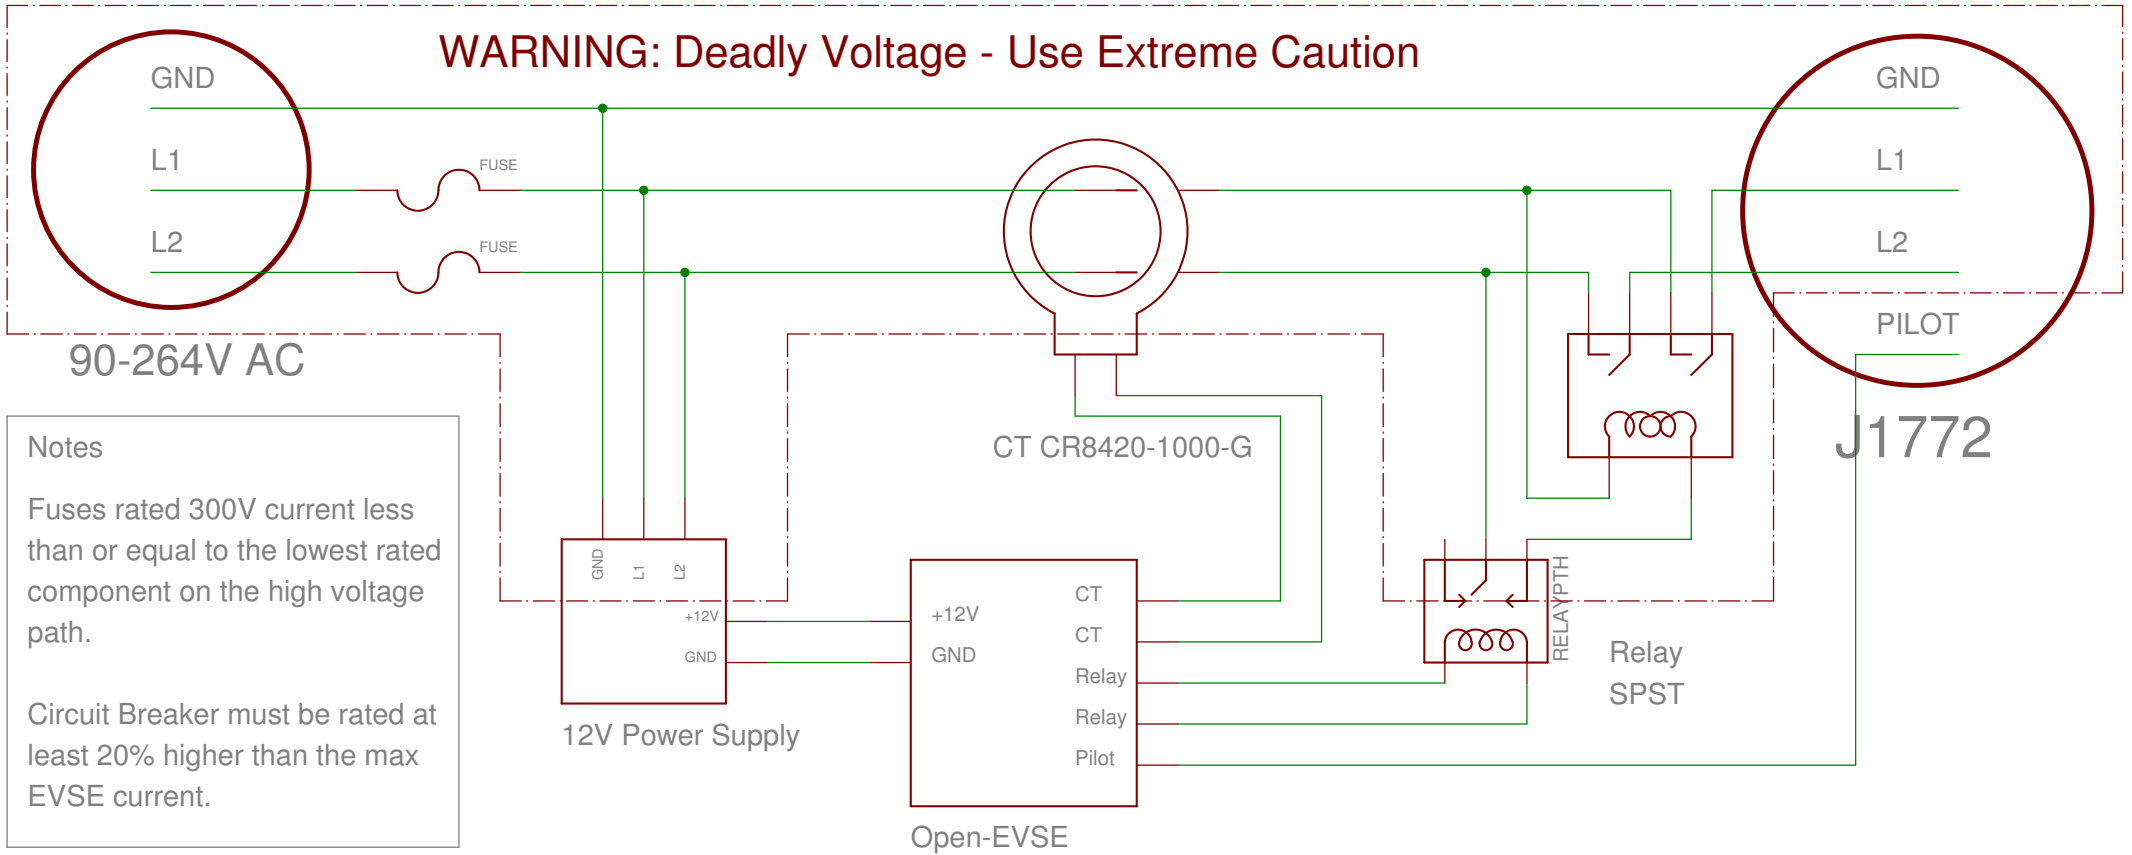 WARNING: Deadly Voltage - Use Extreme Caution
GND
L1
L2
FUSE
FUSE
90-264V AC
GND
L1
L2
PILOT
J1772
Notes
Fuses rated 300V current less
than or equal to the lowest rated
component on the high voltage
path.
Circuit Breaker must be rated at
least 20% higher than the max
EVSE current.
GND
L1
L2
+12V
GND
12V Power Supply
CT CR8420-1000-G
+12V
GND
CT
CT
Relay
Relay
Pilot
Open-EVSE
RELAYPTH
Relay
SPST